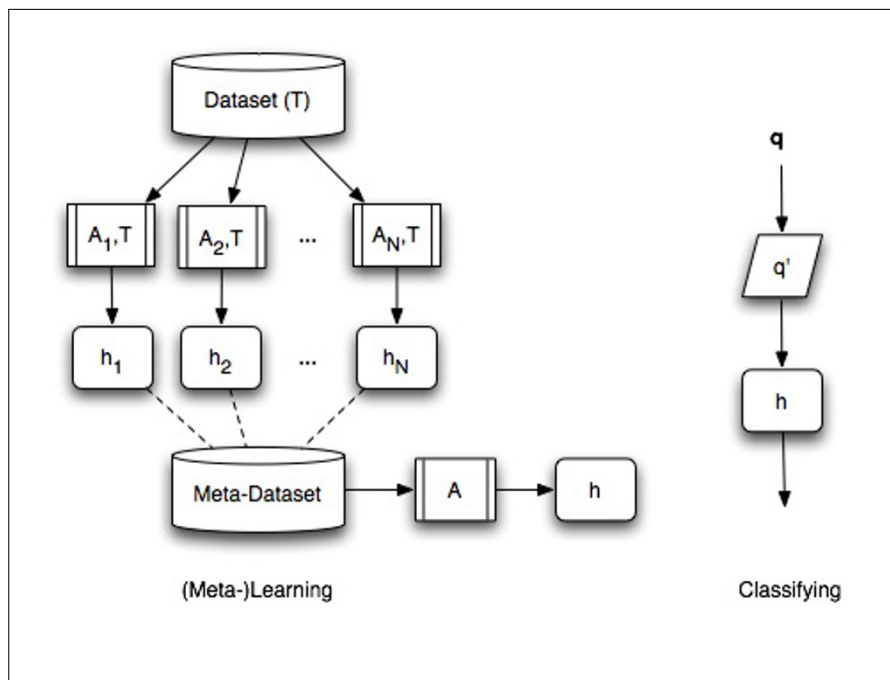 Dataset (T)
q
A1,T A2,T ... AN,T
q'
h1 h2 ... hN
h
Meta-Dataset A h
(Meta-)Learning Classifying